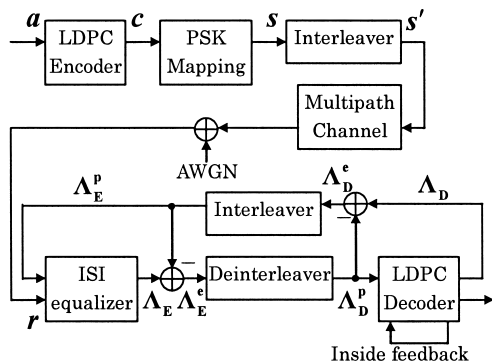 a
LDPC
Encoder
c
PSK
Mapping
s
Interleaver
s'
Multipath
Channel
AWGN
Λ_E^p
Interleaver
Λ_D^e
Λ_D
ISI
equalizer
Λ_E
Λ_E^e
Deinterleaver
Λ_D^p
LDPC
Decoder
r
Inside feedback